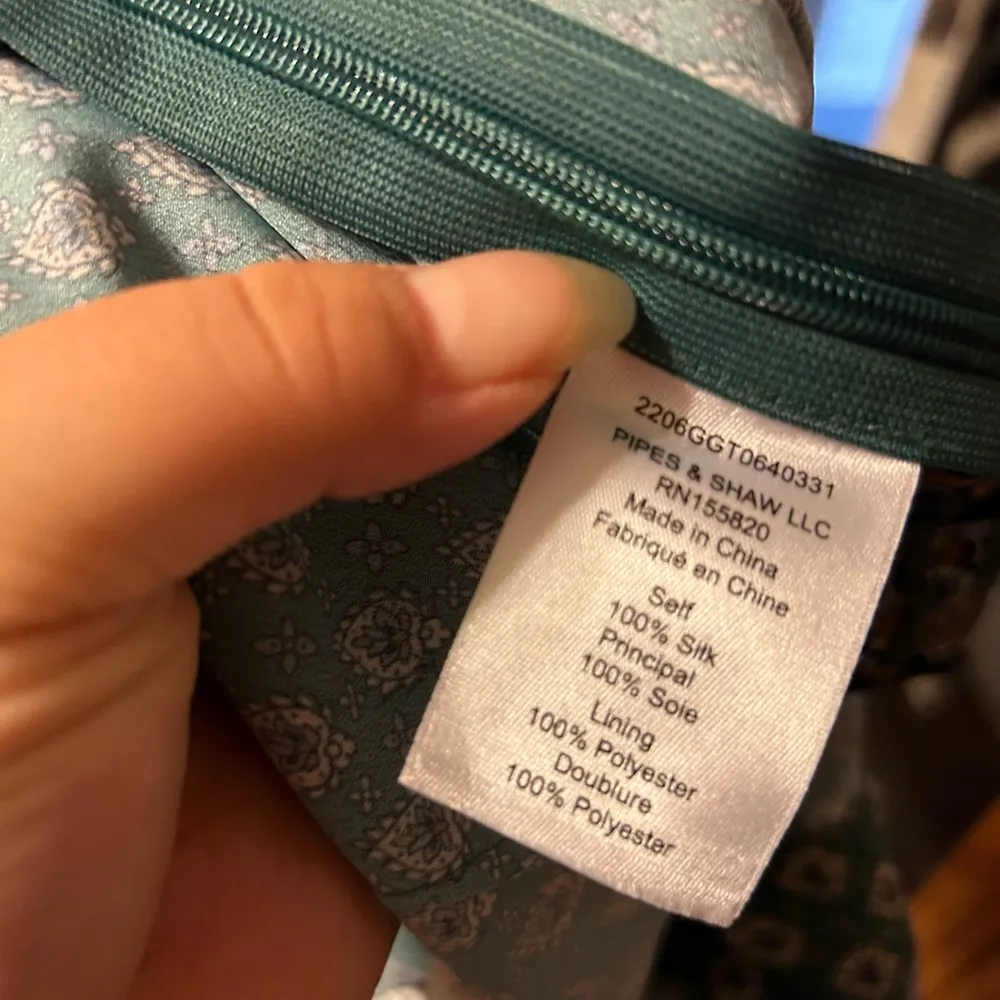 2206GGT0640331
PIPES & SHAW LLC
RN155820
Made in China
Fabriqué en Chine
Self
100% Silk
Principal
100% Soie
Lining
100% Polyester
Doublure
100% Polyester